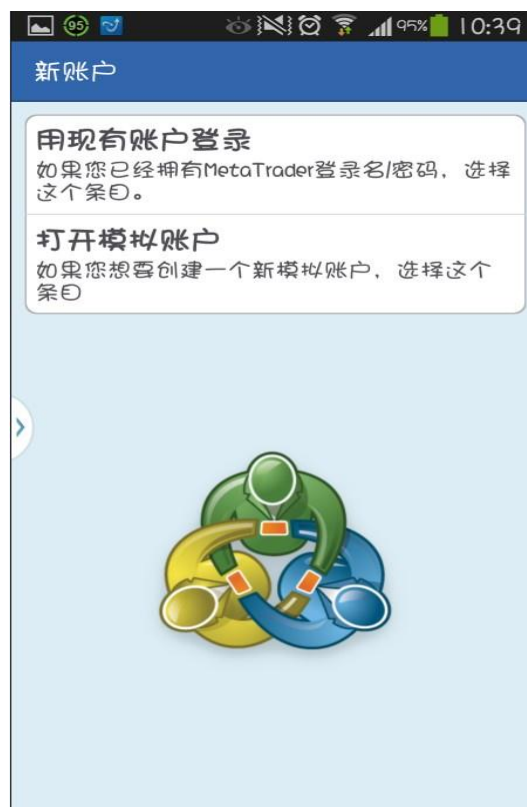 95 95% 10:39
新账户
用现有账户登录
如果您已经拥有MetaTrader登录名/密码，选择
这个条目。
打开模拟账户
如果您想要创建一个新模拟账户，选择这个
条目